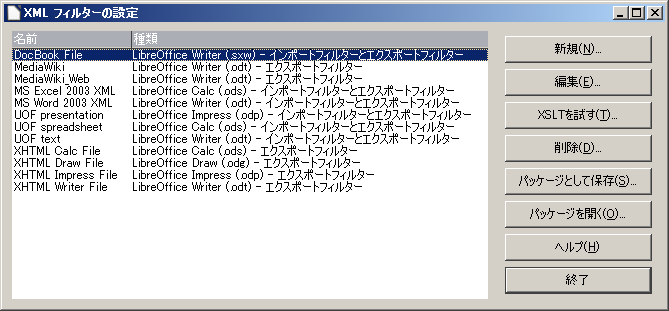 XML フィルターの設定
名前 種類
DocBook File LibreOffice Writer (.sxw) - インポートフィルターとエクスポートフィルター
MediaWiki LibreOffice Writer (.odt) - エクスポートフィルター
MediaWiki_Web LibreOffice Writer (.odt) - エクスポートフィルター
MS Excel 2003 XML LibreOffice Calc (.ods) - インポートフィルターとエクスポートフィルター
MS Word 2003 XML LibreOffice Writer (.odt) - インポートフィルターとエクスポートフィルター
UOF presentation LibreOffice Impress (.odp) - インポートフィルターとエクスポートフィルター
UOF spreadsheet LibreOffice Calc (.ods) - インポートフィルターとエクスポートフィルター
UOF text LibreOffice Writer (.odt) - インポートフィルターとエクスポートフィルター
XHTML Calc File LibreOffice Calc (.ods) - エクスポートフィルター
XHTML Draw File LibreOffice Draw (.odg) - エクスポートフィルター
XHTML Impress File LibreOffice Impress (.odp) - エクスポートフィルター
XHTML Writer File LibreOffice Writer (.odt) - エクスポートフィルター
新規(N)...
編集(E)...
XSLTを試す(T)...
削除(D)...
パッケージとして保存(S)...
パッケージを開く(O)...
ヘルプ(H)
終了